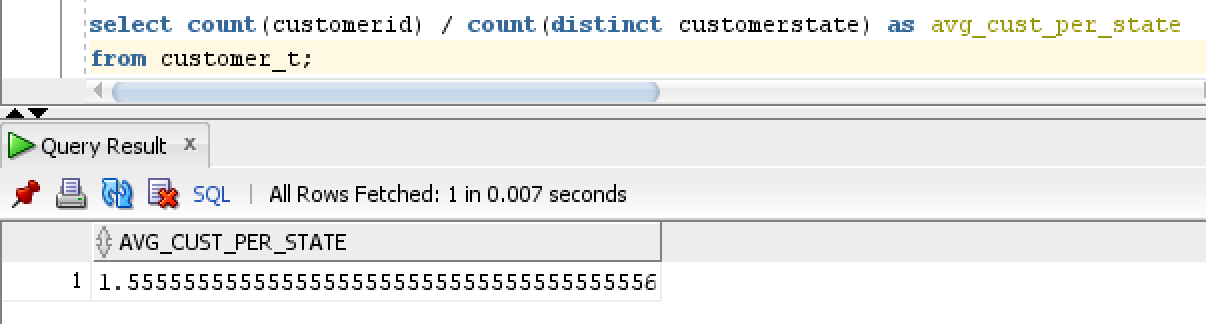 select count(customerid) / count(distinct customerstate) as avg_cust_per_state
from customer_t;
Query Result x
SQL | All Rows Fetched: 1 in 0.007 seconds
AVG_CUST_PER_STATE
1 1.55555555555555555555555555555555555556